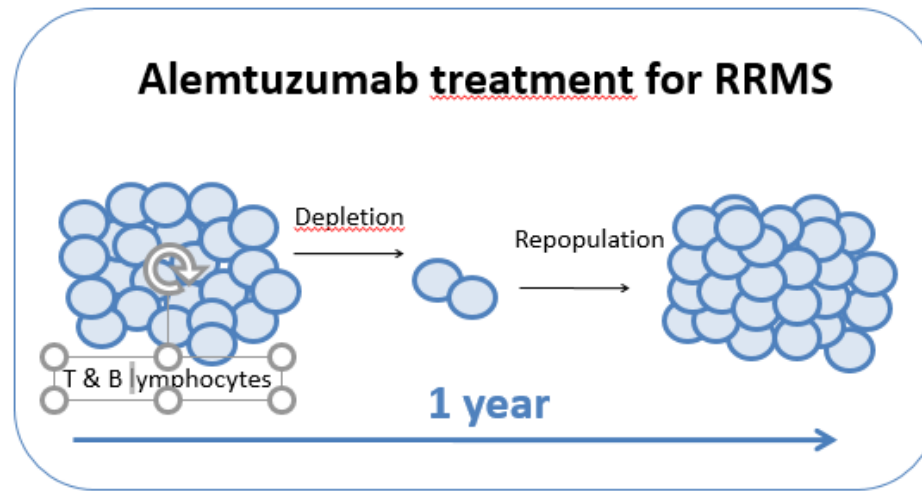 Alemtuzumab treatment for RRMS
Depletion
Repopulation
T & B lymphocytes
1 year